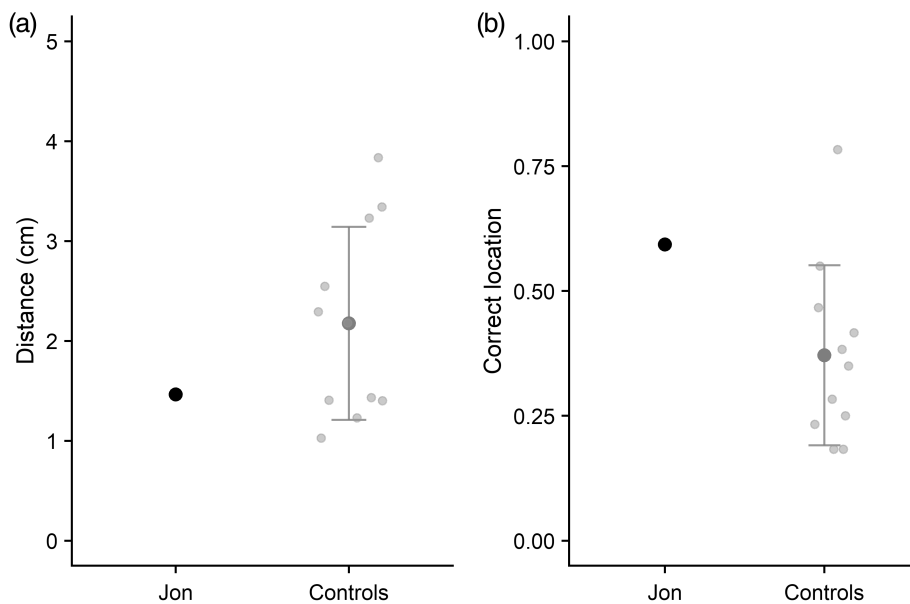 (a)
Distance (cm)
5
4
3
2
1
0
Jon Controls
(b)
Correct location
1.00
0.75
0.50
0.25
0.00
Jon Controls